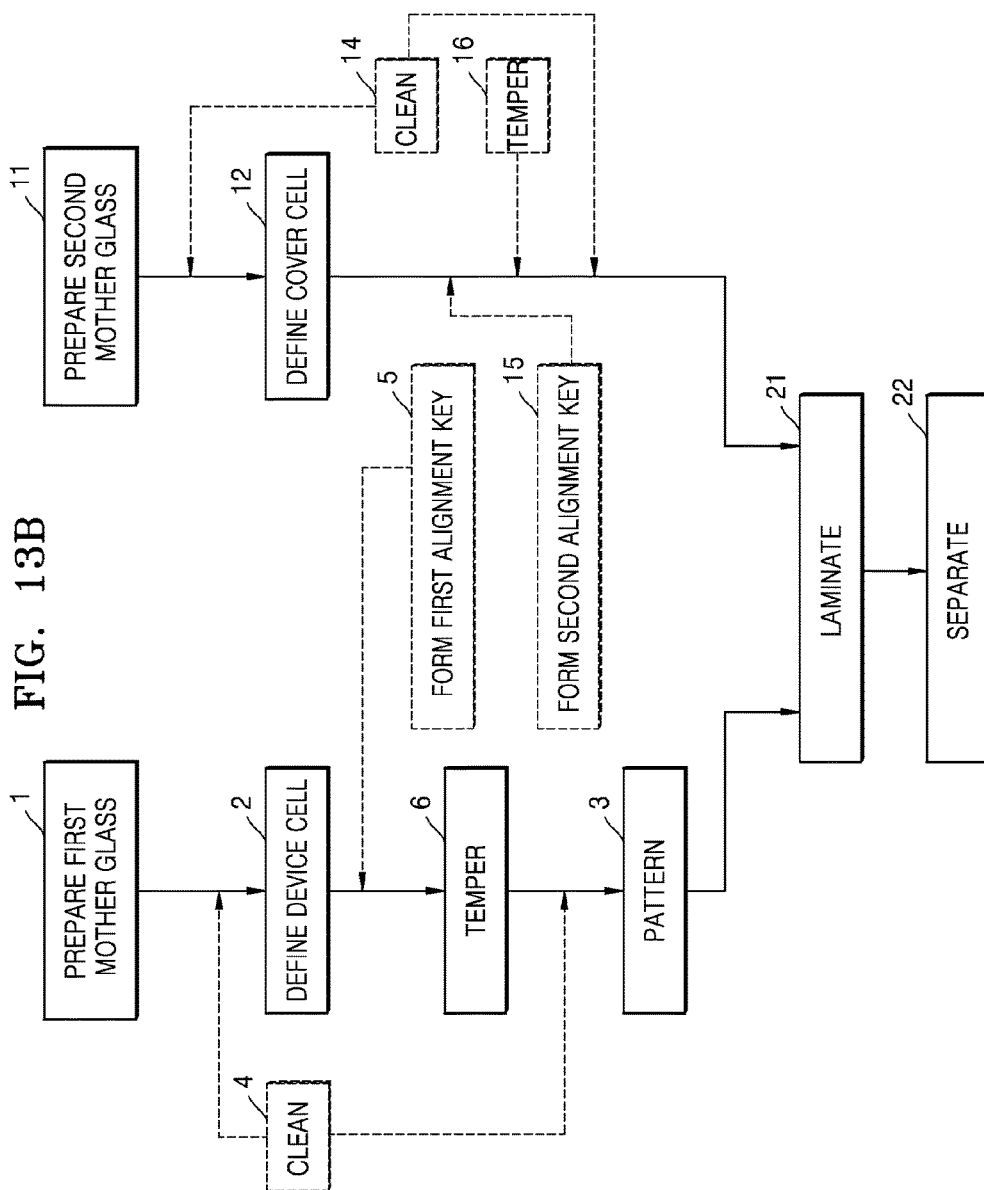 FIG. 13B
1
PREPARE FIRST
MOTHER GLASS
11
PREPARE SECOND
MOTHER GLASS
4
CLEAN
2
DEFINE DEVICE CELL
12
DEFINE COVER CELL
14
CLEAN
5
FORM FIRST ALIGNMENT KEY
16
TEMPER
6
TEMPER
15
FORM SECOND ALIGNMENT KEY
3
PATTERN
21
LAMINATE
22
SEPARATE